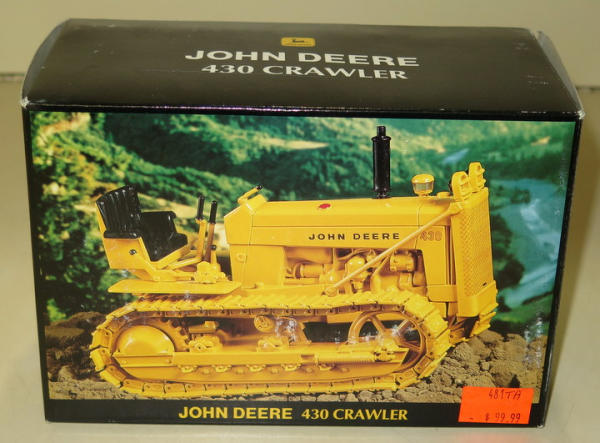 JOHN DEERE
430 CRAWLER
JOHN DEERE 430
JOHN DEERE 430 CRAWLER
481TA
- $99.99